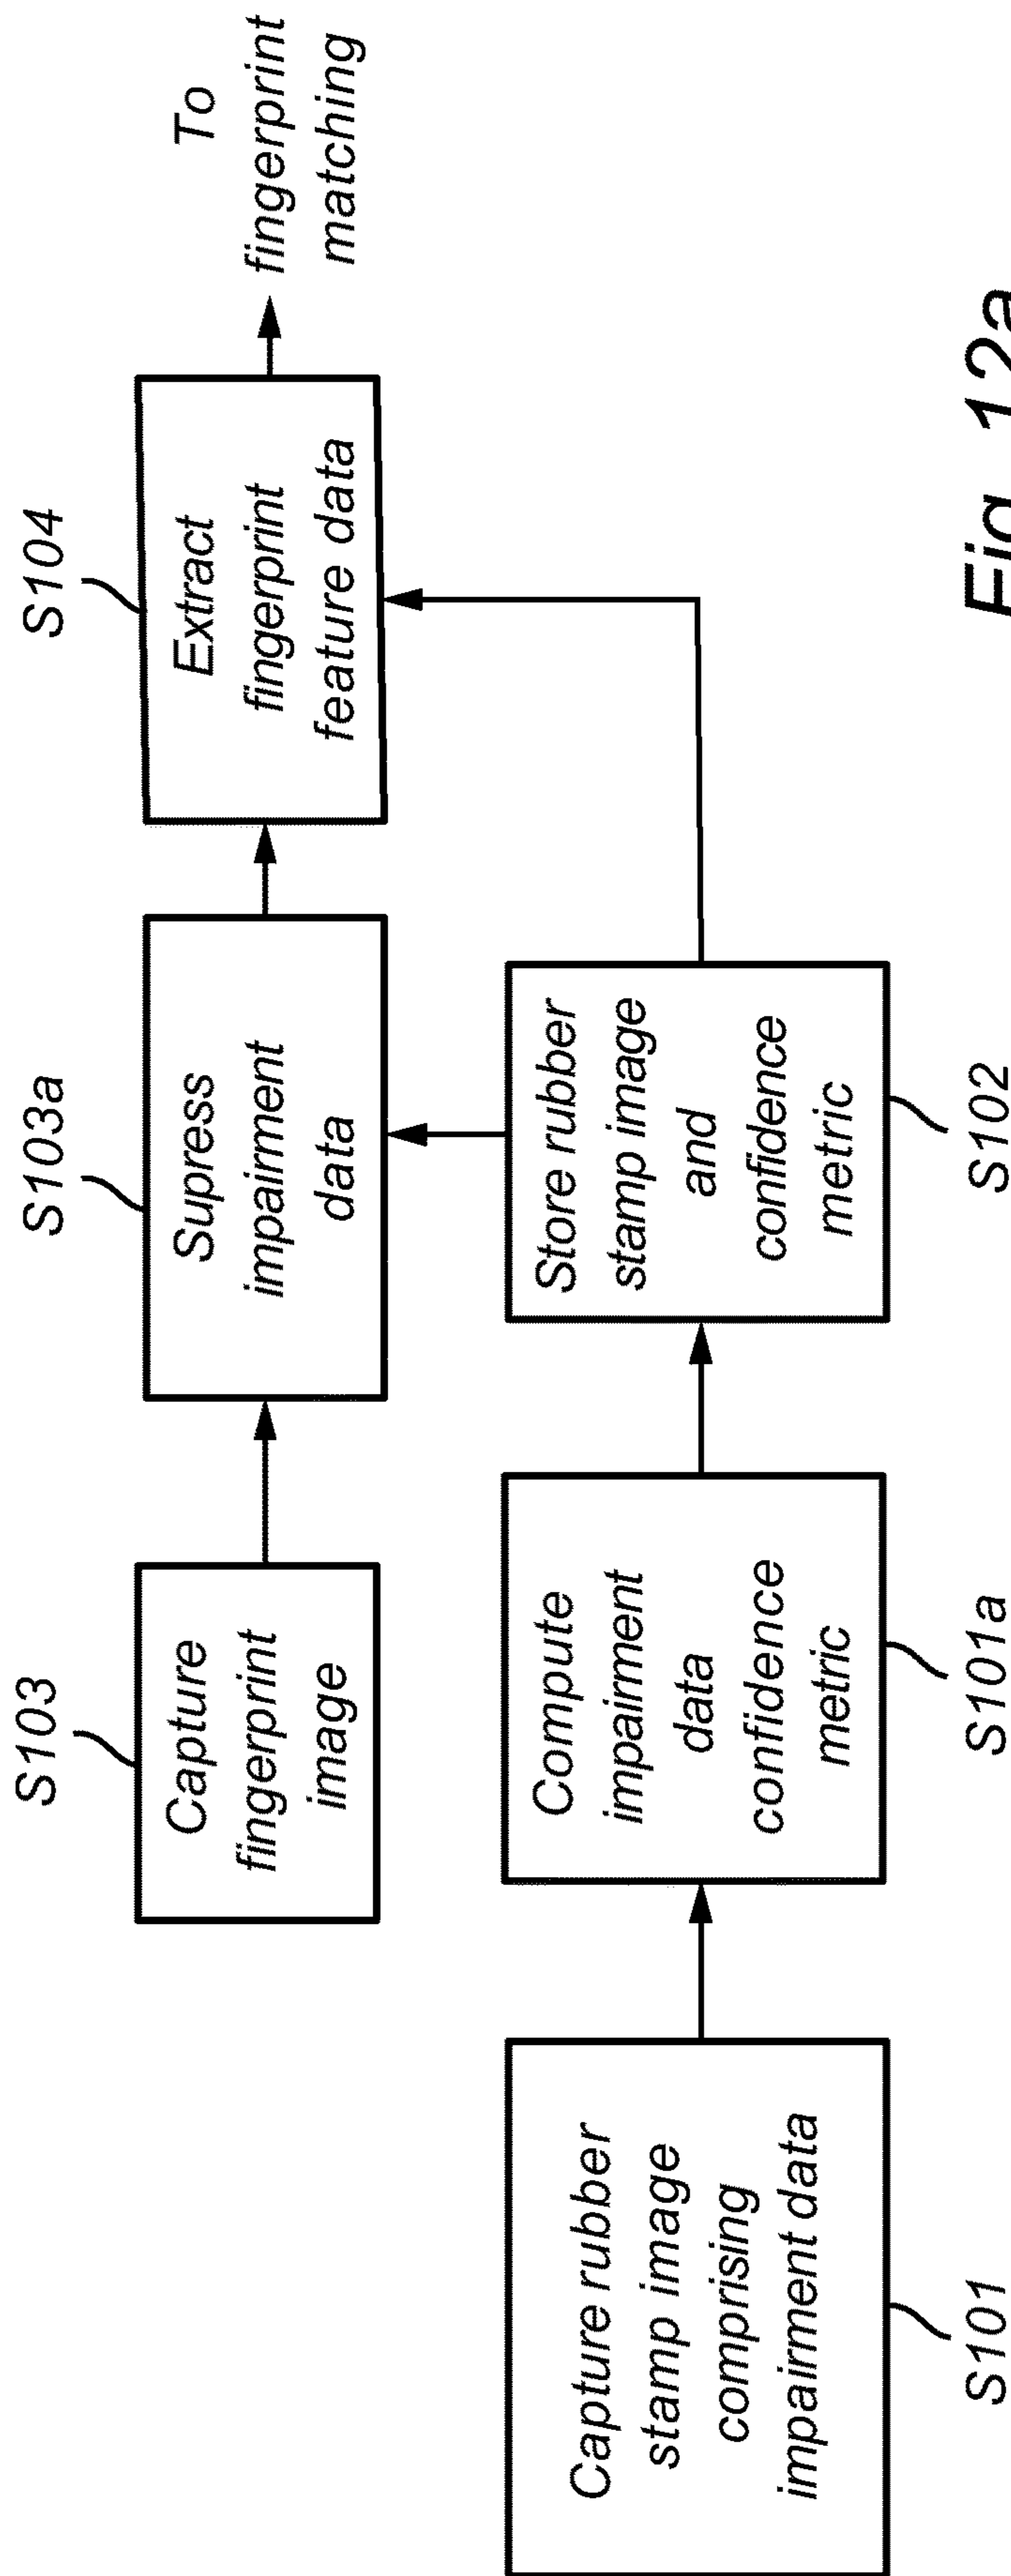 S103
Capture
fingerprint
image
S103a
Supress
impairment
data
S104
Extract
fingerprint
feature data
To
fingerprint
matching
Capture rubber
stamp image
comprising
impairment data
S101
Compute
impairment
data
confidence
metric
S101a
Store rubber
stamp image
and
confidence
metric
S102
Fig. 12a